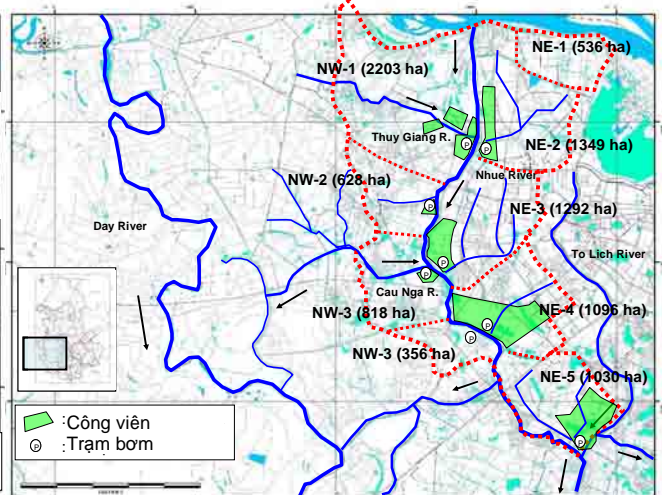 NE-1 (536 ha)
NW-1 (2203 ha)
Thuy Giang R.
NE-2 (1349 ha)
Nhue River
NW-2 (628 ha)
NE-3 (1292 ha)
Day River
To Lich River
Cau Nga R.
NW-3 (818 ha)
NE-4 (1096 ha)
NW-3 (356 ha)
NE-5 (1030 ha)
P
P
P
P
P
P
P
P
:Công viên
P :Trạm bơm